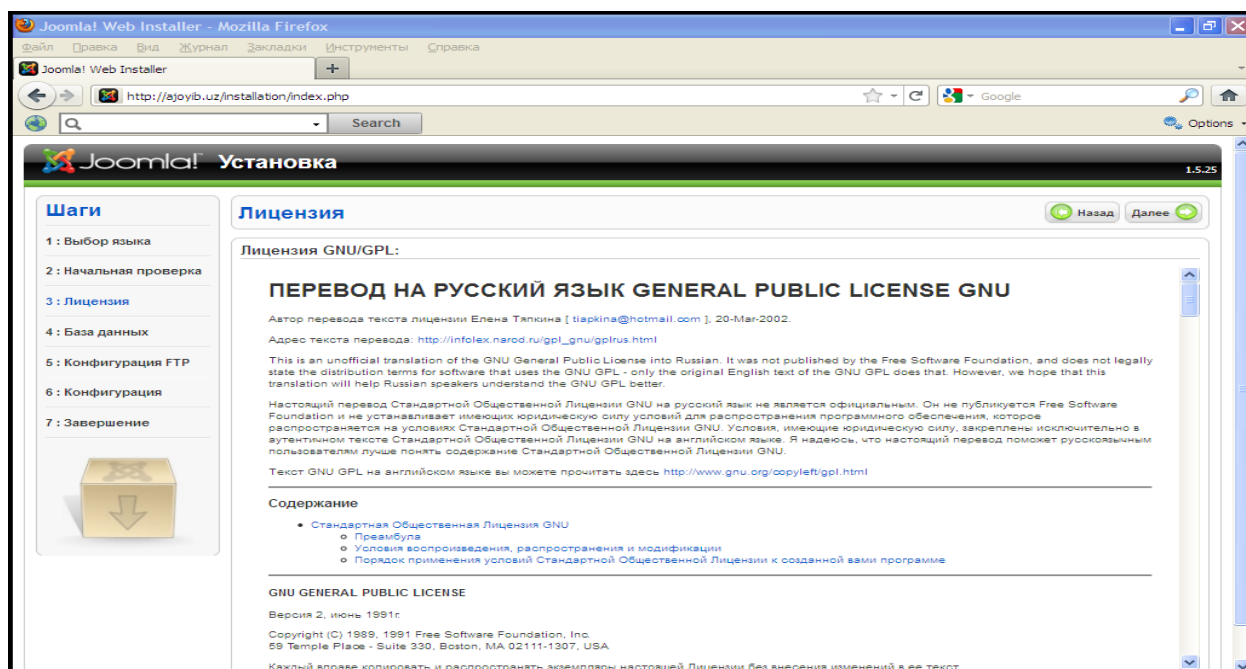 Joomla! Web Installer - Mozilla Firefox
Файл Правка Вид Журнал Закладки Инструменты Справка
Joomla! Web Installer
http://ajoyib.uz/installation/index.php
Google
Search
Options
Joomla! Установка
1.5.25
Шаги
1 : Выбор языка
2 : Начальная проверка
3 : Лицензия
4 : База данных
5 : Конфигурация FTP
6 : Конфигурация
7 : Завершение
Лицензия
Назад
Далее
Лицензия GNU/GPL:
ПЕРЕВОД НА РУССКИЙ ЯЗЫК GENERAL PUBLIC LICENSE GNU
Автор перевода текста лицензии Елена Тяпкина [ tiapkina@hotmail.com ], 20-Mar-2002.
Адрес текста перевода: http://infolex.narod.ru/gpl_gnu/gplrus.html
This is an unofficial translation of the GNU General Public License into Russian. It was not published by the Free Software Foundation, and does not legally
state the distribution terms for software that uses the GNU GPL - only the original English text of the GNU GPL does that. However, we hope that this
translation will help Russian speakers understand the GNU GPL better.
Настоящий перевод Стандартной Общественной Лицензии GNU на русский язык не является официальным. Он не публикуется Free Software
Foundation и не устанавливает имеющих юридическую силу условий для распространения программного обеспечения, которое
распространяется на условиях Стандартной Общественной Лицензии GNU. Условия, имеющие юридическую силу, закреплены исключительно в
аутентичном тексте Стандартной Общественной Лицензии GNU на английском языке. Я надеюсь, что настоящий перевод поможет русскоязычным
пользователям лучше понять содержание Стандартной Общественной Лицензии GNU.
Текст GNU GPL на английском языке вы можете прочитать здесь http://www.gnu.org/copyleft/gpl.html
Содержание
Стандартная Общественная Лицензия GNU
Преамбула
Условия воспроизведения, распространения и модификации
Порядок применения условий Стандартной Общественной Лицензии к созданной вами программе
GNU GENERAL PUBLIC LICENSE
Версия 2, июнь 1991г.
Copyright (C) 1989, 1991 Free Software Foundation, Inc.
59 Temple Place - Suite 330, Boston, MA 02111-1307, USA
Каждый вправе копировать и распространять экземпляры настоящей Лицензии без внесения изменений в ее текст.